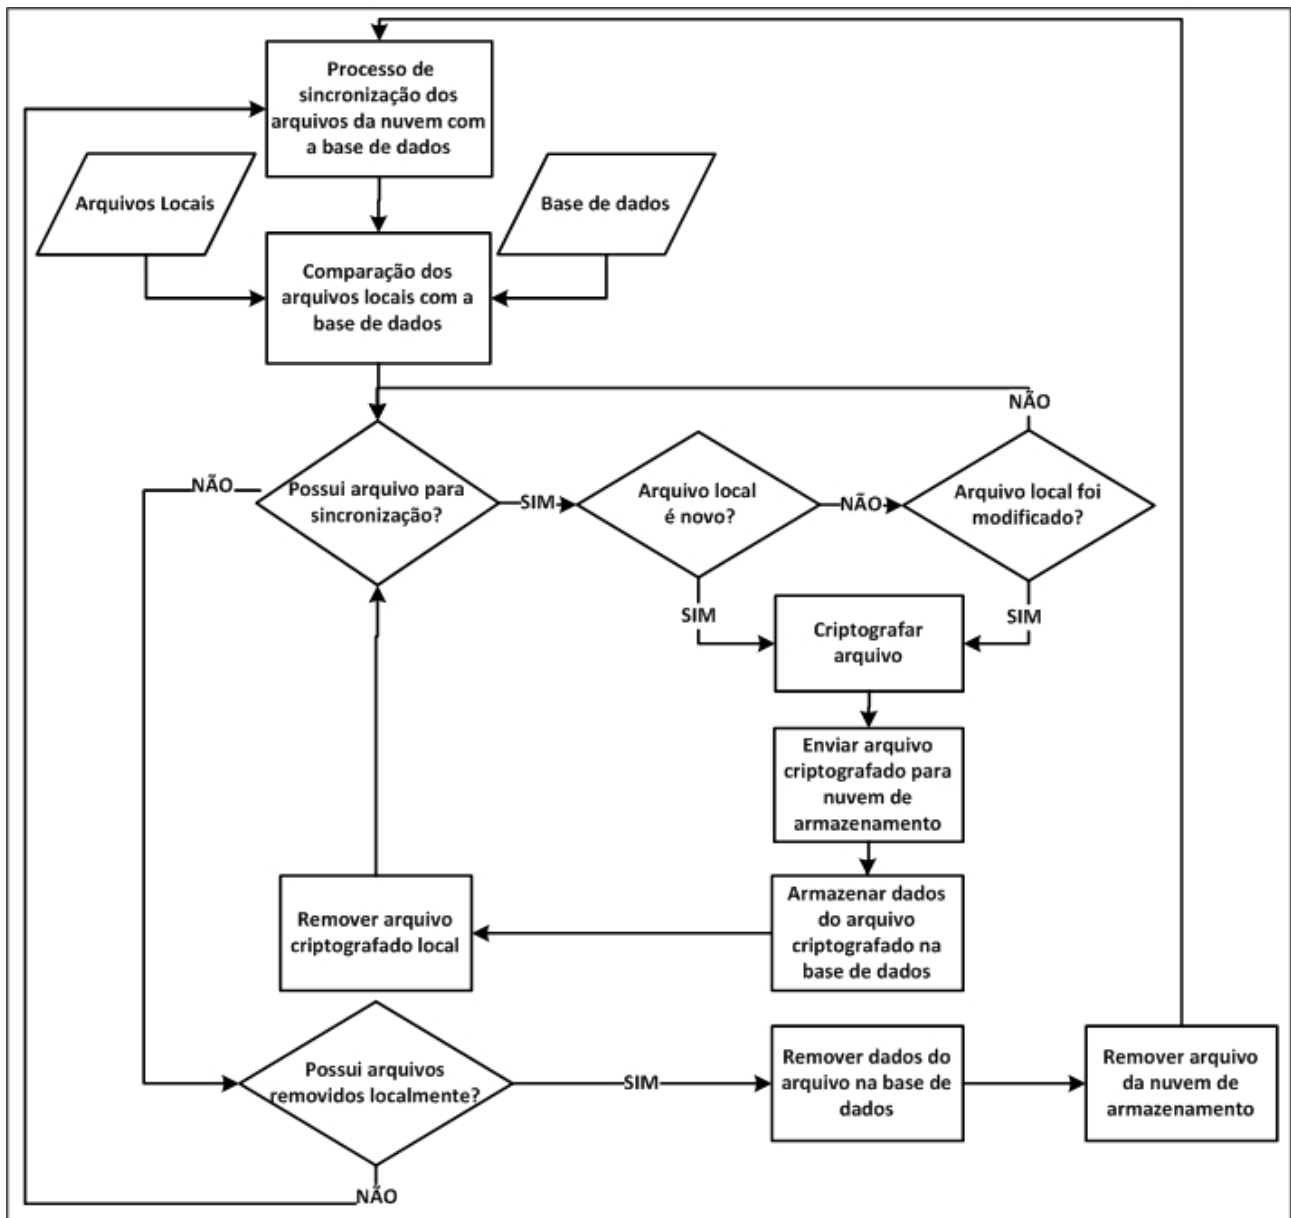 Processo de
sincronização dos
arquivos da nuvem com
a base de dados
Arquivos Locais
Base de dados
Comparação dos
arquivos locais com a
base de dados
NÃO
NÃO
Possui arquivo para
sincronização?
SIM
Arquivo local
é novo?
NÃO
Arquivo local foi
modificado?
SIM
SIM
Criptografar
arquivo
Enviar arquivo
criptografado para
nuvem de
armazenamento
Armazenar dados
do arquivo
criptografado na
base de dados
Remover arquivo
criptografado local
Possui arquivos
removidos localmente?
SIM
Remover dados do
arquivo na base de
dados
Remover arquivo
da nuvem de
armazenamento
NÃO